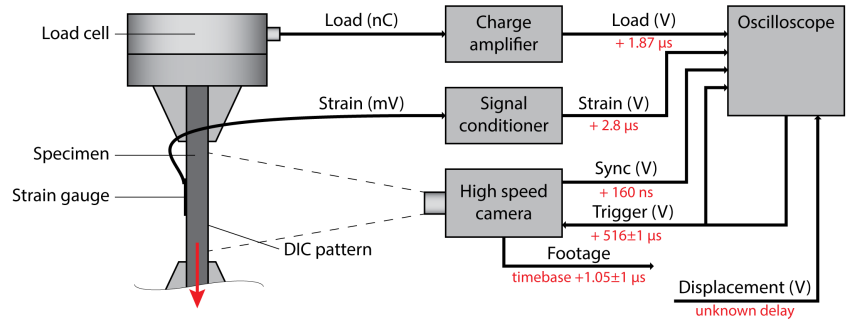 Load cell
Load (nC)
Charge
amplifier
Load (V)
+ 1.87 µs
Oscilloscope
Strain (mV)
Signal
conditioner
Strain (V)
+ 2.8 µs
Specimen
Strain gauge
DIC pattern
High speed
camera
Sync (V)
+ 160 ns
Trigger (V)
+ 516±1 µs
Footage
timebase +1.05±1 µs
Displacement (V)
unknown delay